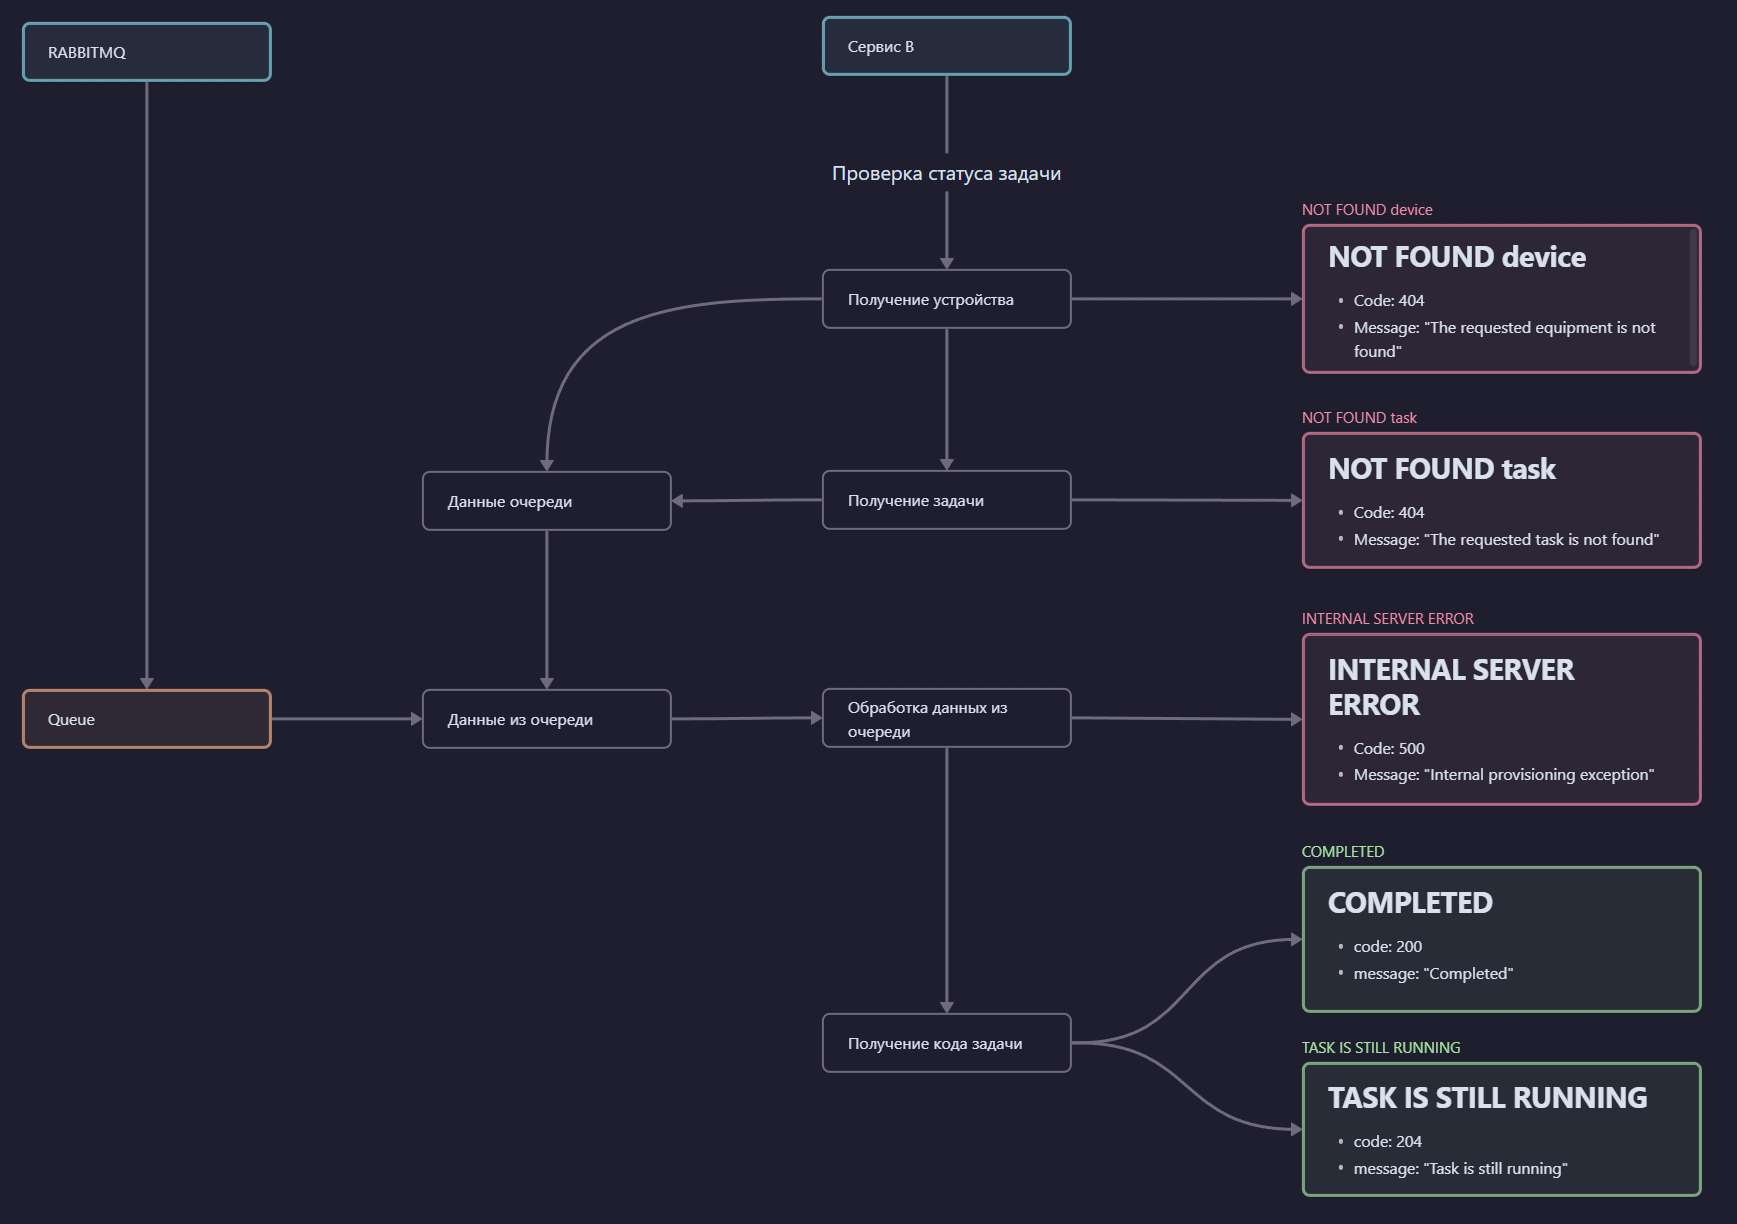 RABBITMQ
Сервис B
Проверка статуса задачи
NOT FOUND device
Получение устройства
NOT FOUND device
• Code: 404
• Message: "The requested equipment is not
found"
NOT FOUND task
Данные очереди
Получение задачи
NOT FOUND task
• Code: 404
• Message: "The requested task is not found"
INTERNAL SERVER ERROR
Queue
Данные из очереди
Обработка данных из
очереди
INTERNAL SERVER
ERROR
• Code: 500
• Message: "Internal provisioning exception"
COMPLETED
COMPLETED
• code: 200
• message: "Completed"
Получение кода задачи
TASK IS STILL RUNNING
TASK IS STILL RUNNING
• code: 204
• message: "Task is still running"